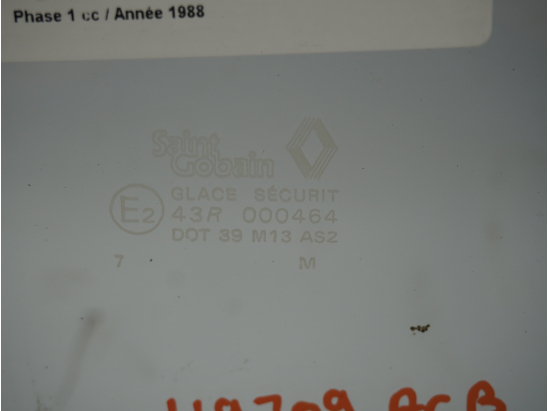 Phase 1 cc / Année 1988
Saint
Gobain
GLACE SÉCURIT
E2 43R 000464
DOT 39 M13 AS2
7 M